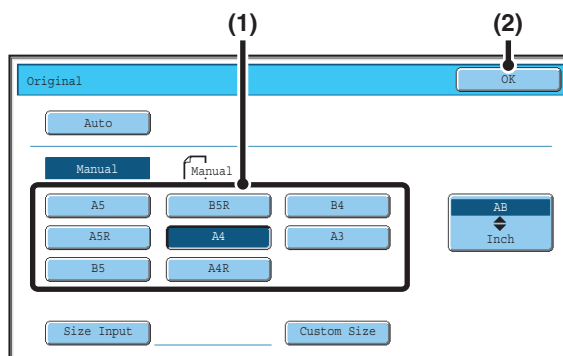 (1) (2)
Original OK
Auto
Manual Manual
A5 B5R B4
A5R A4 A3
B5 A4R
AB
Inch
Size Input Custom Size